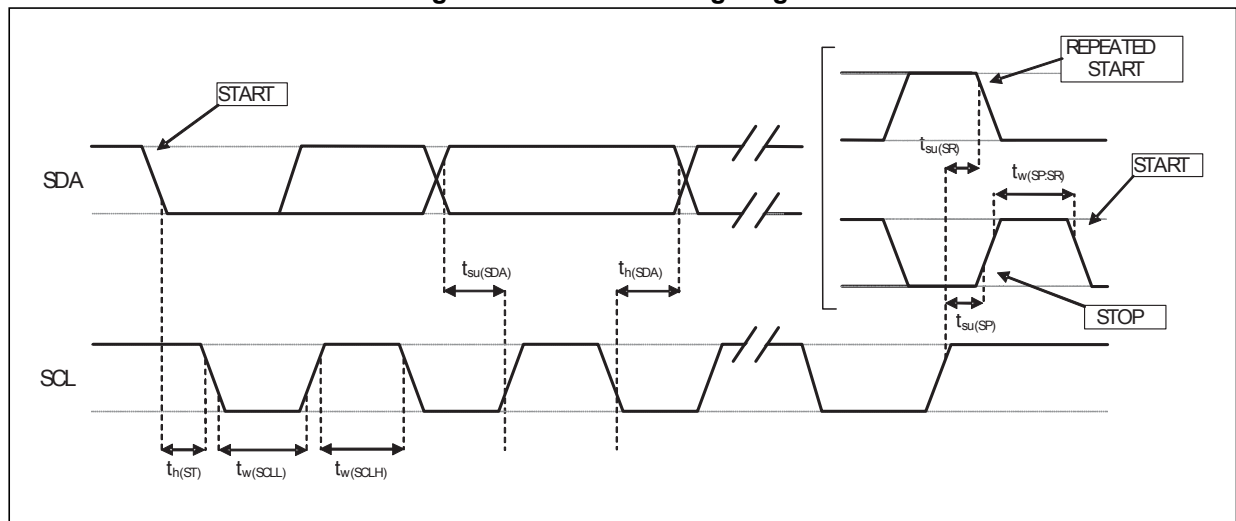 REPEATED
START
START
t_su(SR)
t_w(SP:SR)
START
SDA
t_su(SDA)
t_h(SDA)
t_su(SP)
STOP
SCL
t_h(ST)
t_w(SCLL)
t_w(SCLH)